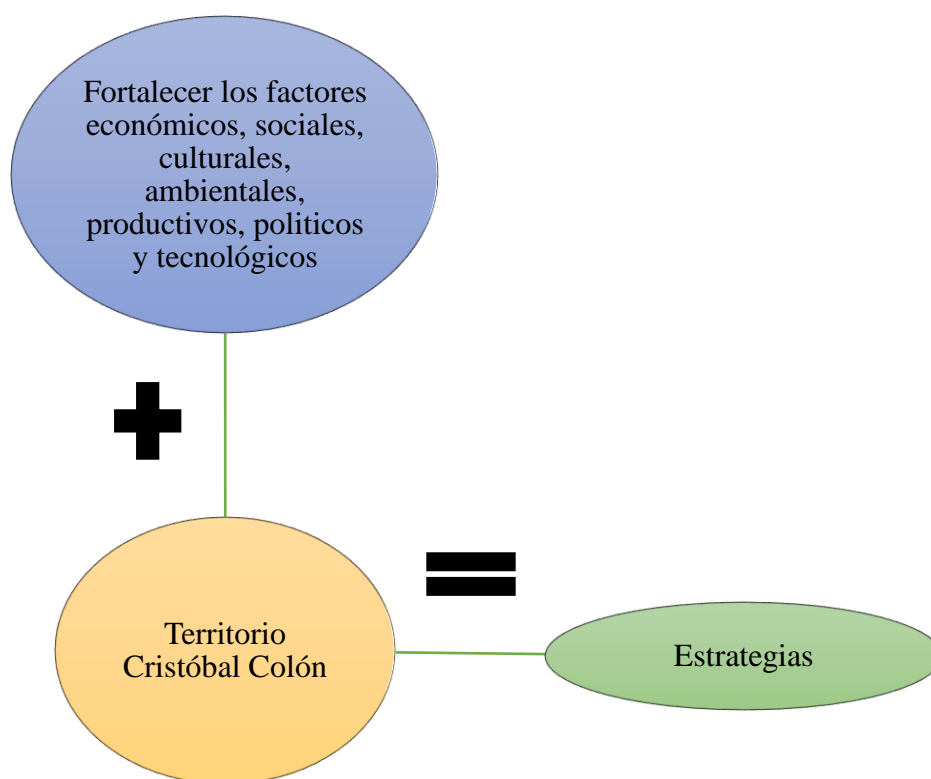 Fortalecer los factores
económicos, sociales,
culturales,
ambientales,
productivos, politicos
y tecnológicos
Territorio
Cristóbal Colón
Estrategias